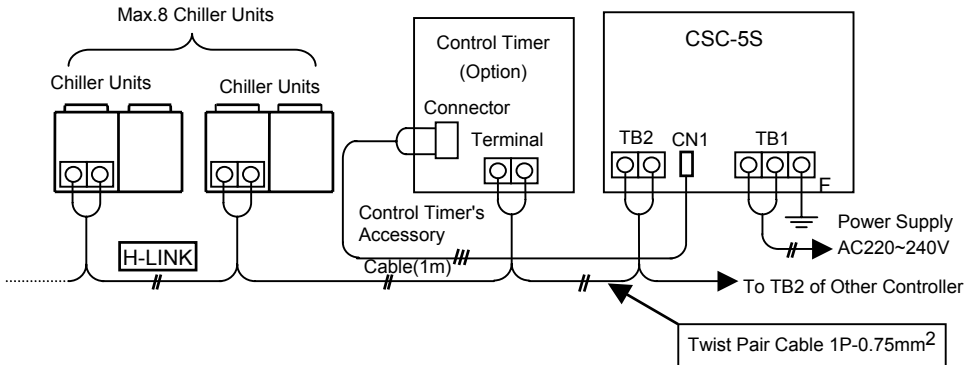 Max.8 Chiller Units
Chiller Units
Chiller Units
H-LINK
Control Timer
(Option)
Connector
Terminal
Control Timer's
Accessory
Cable(1m)
CSC-5S
TB2
CN1
TB1
E
Power Supply
AC220~240V
To TB2 of Other Controller
Twist Pair Cable 1P-0.75mm²